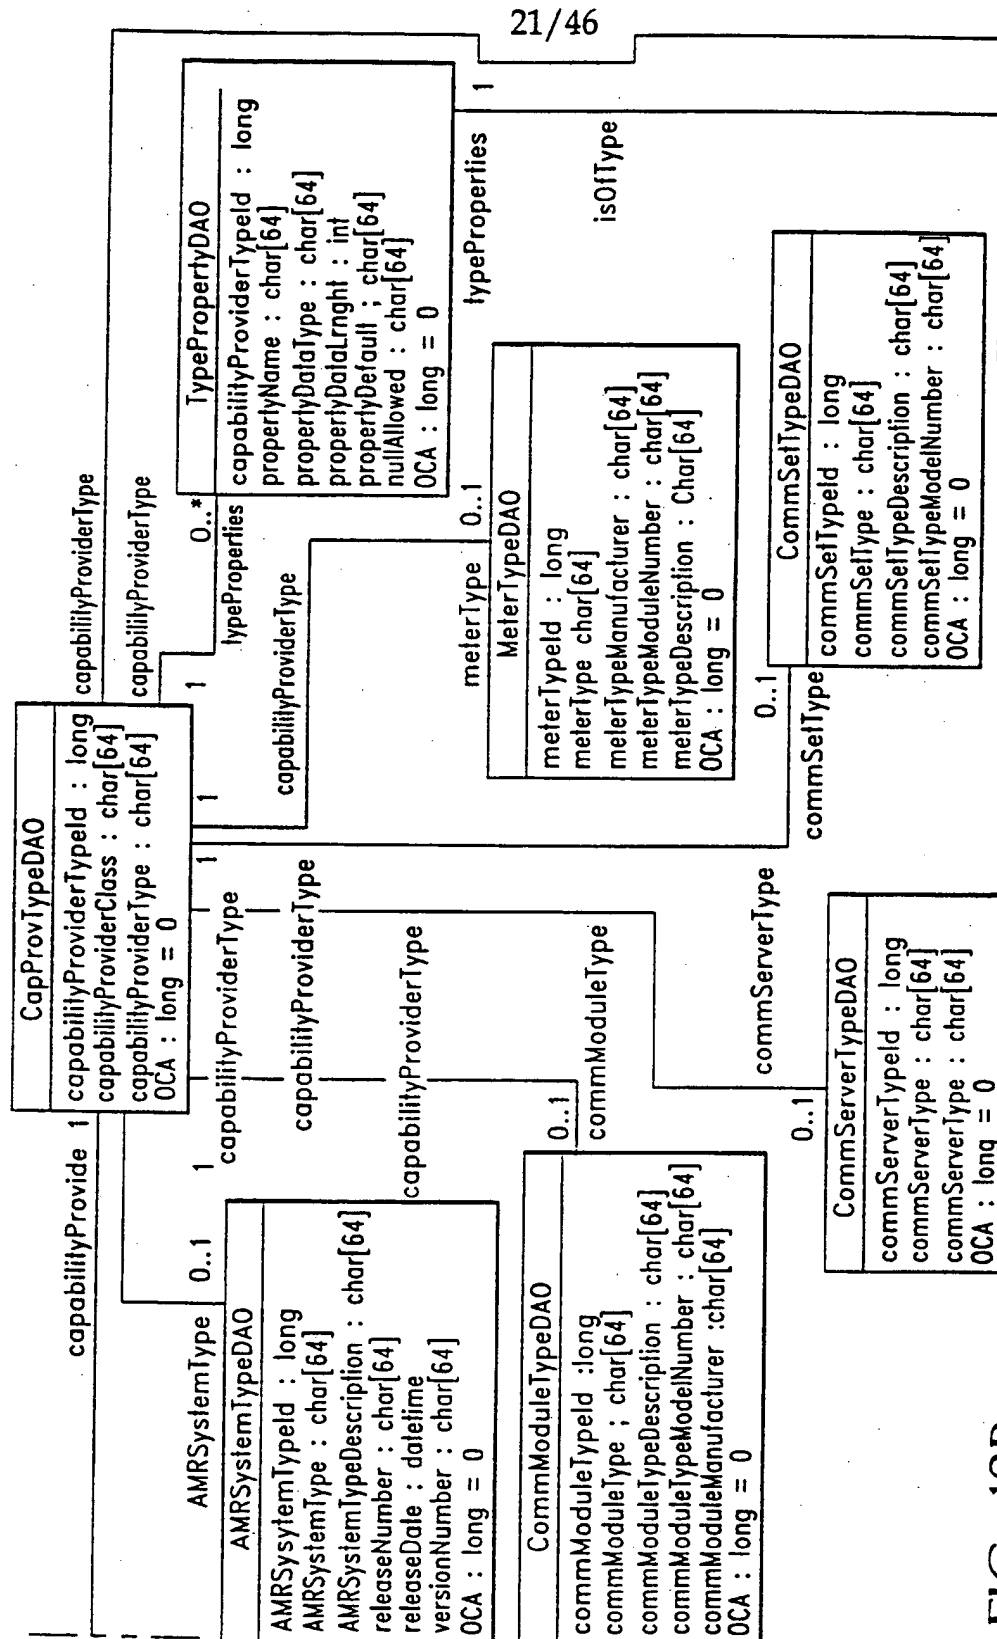 21/46
CapProvTypeDAO
capabilityProviderTypeId : long
capabilityProviderClass : char[64]
capabilityProviderType : char[64]
OCA : long = 0
capabilityProvide 1
capabilityProviderType
capabilityProviderType
1
0..*
typeProperties
TypePropertyDAO
capabilityProviderTypeId : long
propertyName : char[64]
propertyDataType : char[64]
propertyDataLrnght : int
propertyDefault ; char[64]
nullAllowed : char[64]
OCA : long = 0
1
typeProperties
isOfType
1
capabilityProviderType
meterType
0..1
MeterTypeDAO
meterTypeId : long
meterType char[64]
meterTypeManufacturer : char[64]
meterTypeModuleNumber : char[64]
meterTypeDescription : Char[64]
OCA : long = 0
1
0..1
commSetType
CommSetTypeDAO
commSetTypeId : long
commSetType : char[64]
commSetTypeDescription : char[64]
commSetTypeModelNumber : char[64]
OCA : long = 0
capabilityProviderType
capabilityProviderType
capabilityProviderType
1
AMRSystemType
0..1
AMRSystemTypeDAO
AMRSysytemTypeId : long
AMRSystemType : char[64]
AMRSystemTypeDescription : char[64]
releaseNumber : char[64]
releaseDate : datetime
versionNumber : char[64]
OCA : long = 0
0..1
commModuleType
CommModuleTypeDAO
commModuleTypeId :long
commModuleType ; char[64]
commModuleTypeDescription : char[64]
commModuleTypeModelNumber : char[64]
commModuleManufacturer :char[64]
OCA : long = 0
commServerType
0..1
CommServerTypeDAO
commServerTypeId : long
commServerType : char[64]
commServerType : char[64]
OCA : long = 0